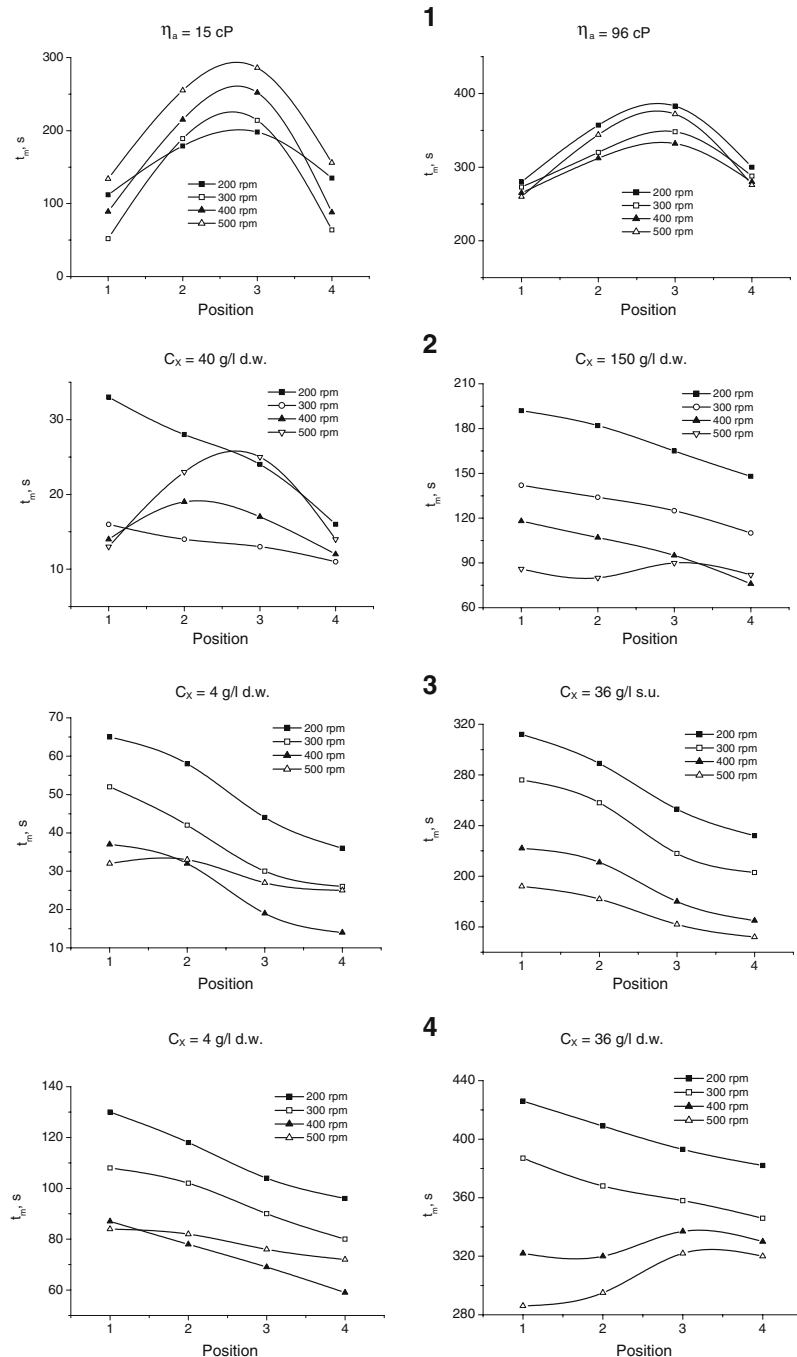 1
ηa = 15 cP
ηa = 96 cP
300
200
100
0
tm, s
200 rpm
300 rpm
400 rpm
500 rpm
1 2 3 4
Position
400
300
200
tm, s
200 rpm
300 rpm
400 rpm
500 rpm
1 2 3 4
Position
2
CX = 40 g/l d.w.
CX = 150 g/l d.w.
30
20
10
tm, s
200 rpm
300 rpm
400 rpm
500 rpm
1 2 3 4
Position
210
180
150
120
90
60
tm, s
200 rpm
300 rpm
400 rpm
500 rpm
1 2 3 4
Position
3
CX = 4 g/l d.w.
CX = 36 g/l s.u.
70
60
50
40
30
20
10
tm, s
200 rpm
300 rpm
400 rpm
500 rpm
1 2 3 4
Position
320
280
240
200
160
tm, s
200 rpm
300 rpm
400 rpm
500 rpm
1 2 3 4
Position
4
CX = 4 g/l d.w.
CX = 36 g/l d.w.
140
120
100
80
60
tm, s
200 rpm
300 rpm
400 rpm
500 rpm
1 2 3 4
Position
440
400
360
320
280
tm, s
200 rpm
300 rpm
400 rpm
500 rpm
1 2 3 4
Position